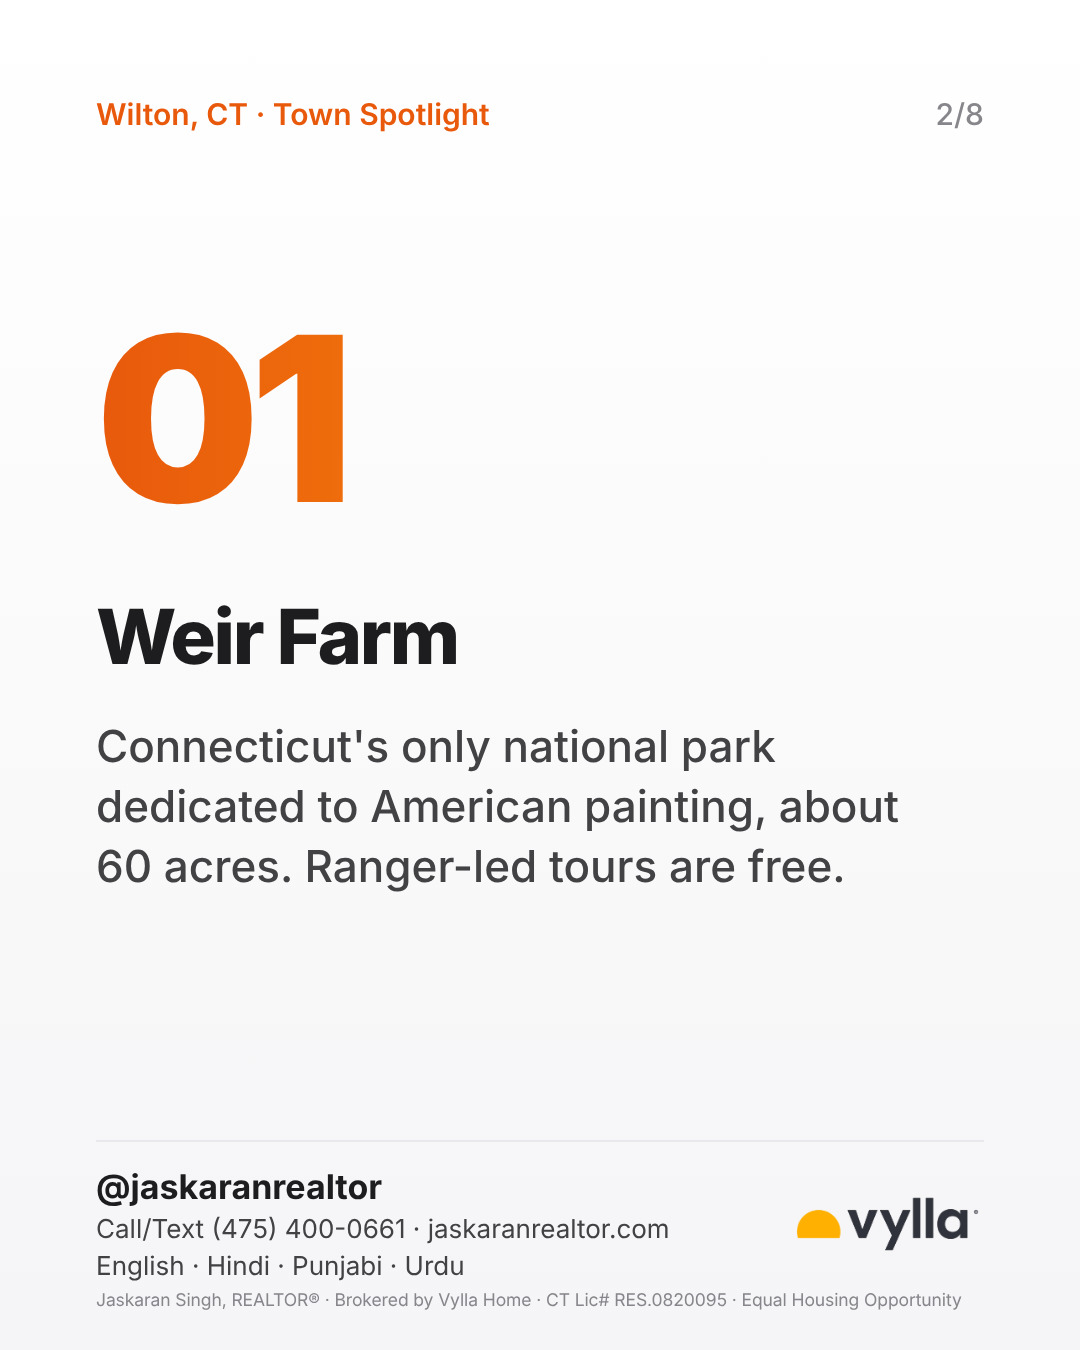 Wilton, CT · Town Spotlight
2/8
01
Weir Farm
Connecticut's only national park
dedicated to American painting, about
60 acres. Ranger-led tours are free.
@jaskaranrealtor
Call/Text (475) 400-0661 · jaskaranrealtor.com
English · Hindi · Punjabi · Urdu
Jaskaran Singh, REALTOR® · Brokered by Vylla Home · CT Lic# RES.0820095 · Equal Housing Opportunity
vylla